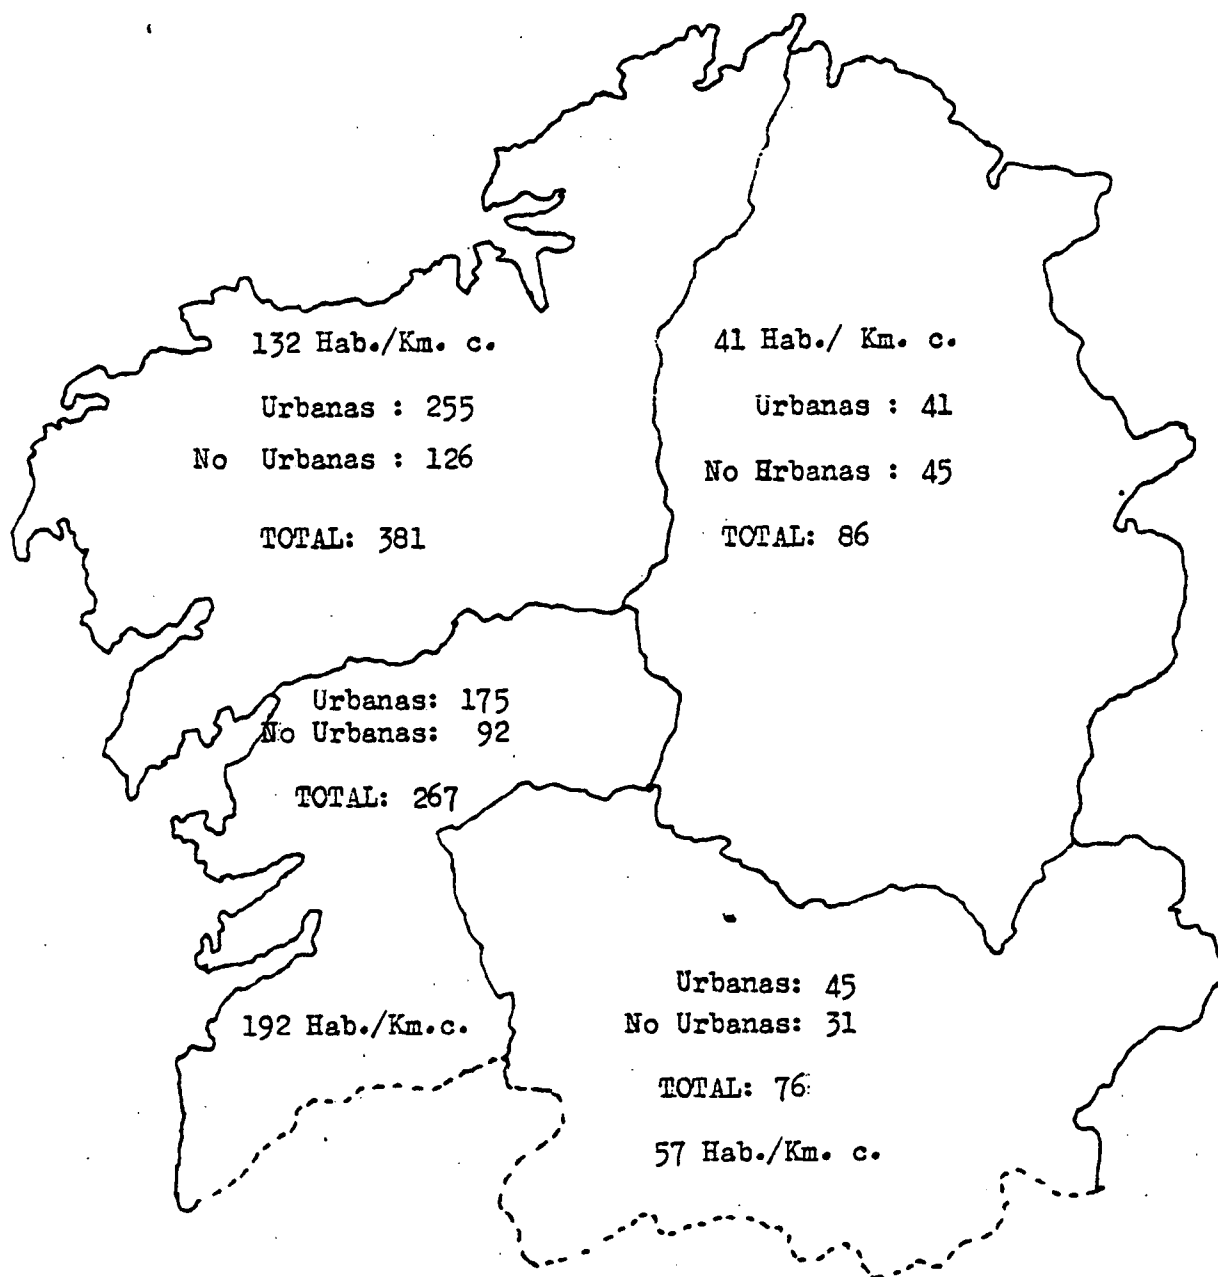 132 Hab./Km. c.
Urbanas : 255
No Urbanas : 126
TOTAL: 381
41 Hab./ Km. c.
Urbanas : 41
No Hrbanas : 45
TOTAL: 86
Urbanas: 175
No Urbanas: 92
TOTAL: 267
192 Hab./Km.c.
Urbanas: 45
No Urbanas: 31
TOTAL: 76
57 Hab./Km. c.